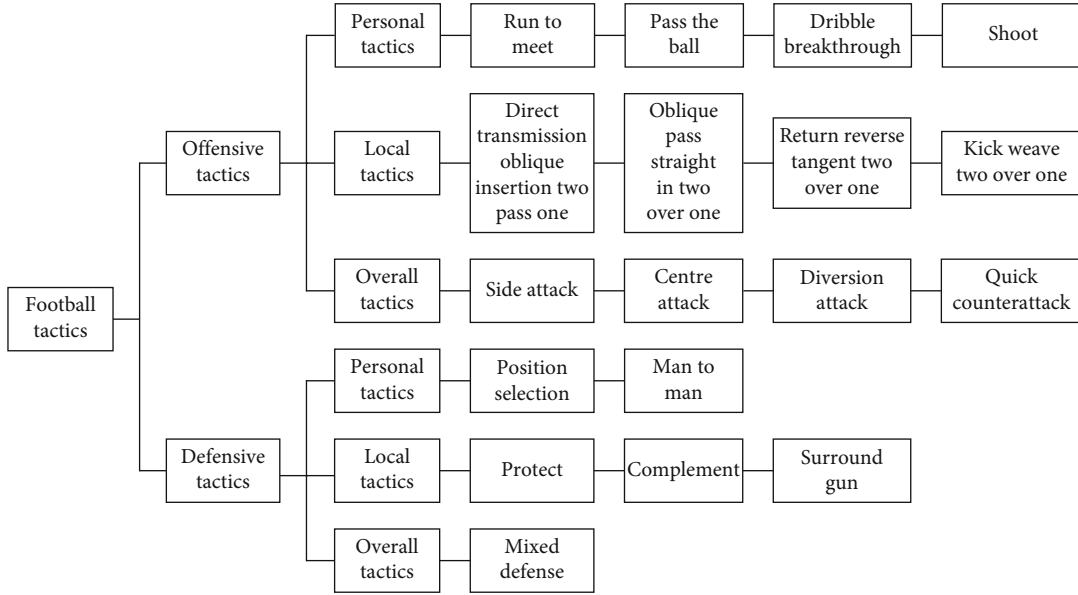 Personal
tactics
Run to
meet
Pass the
ball
Dribble
breakthrough
Shoot
Offensive
tactics
Local
tactics
Direct
transmission
oblique
insertion two
pass one
Oblique
pass
straight
in two
over one
Return reverse
tangent two
over one
Kick weave
two over one
Overall
tactics
Side attack
Centre
attack
Diversion
attack
Quick
counterattack
Football
tactics
Personal
tactics
Position
selection
Man to
man
Defensive
tactics
Local
tactics
Protect
Complement
Surround
gun
Overall
tactics
Mixed
defense